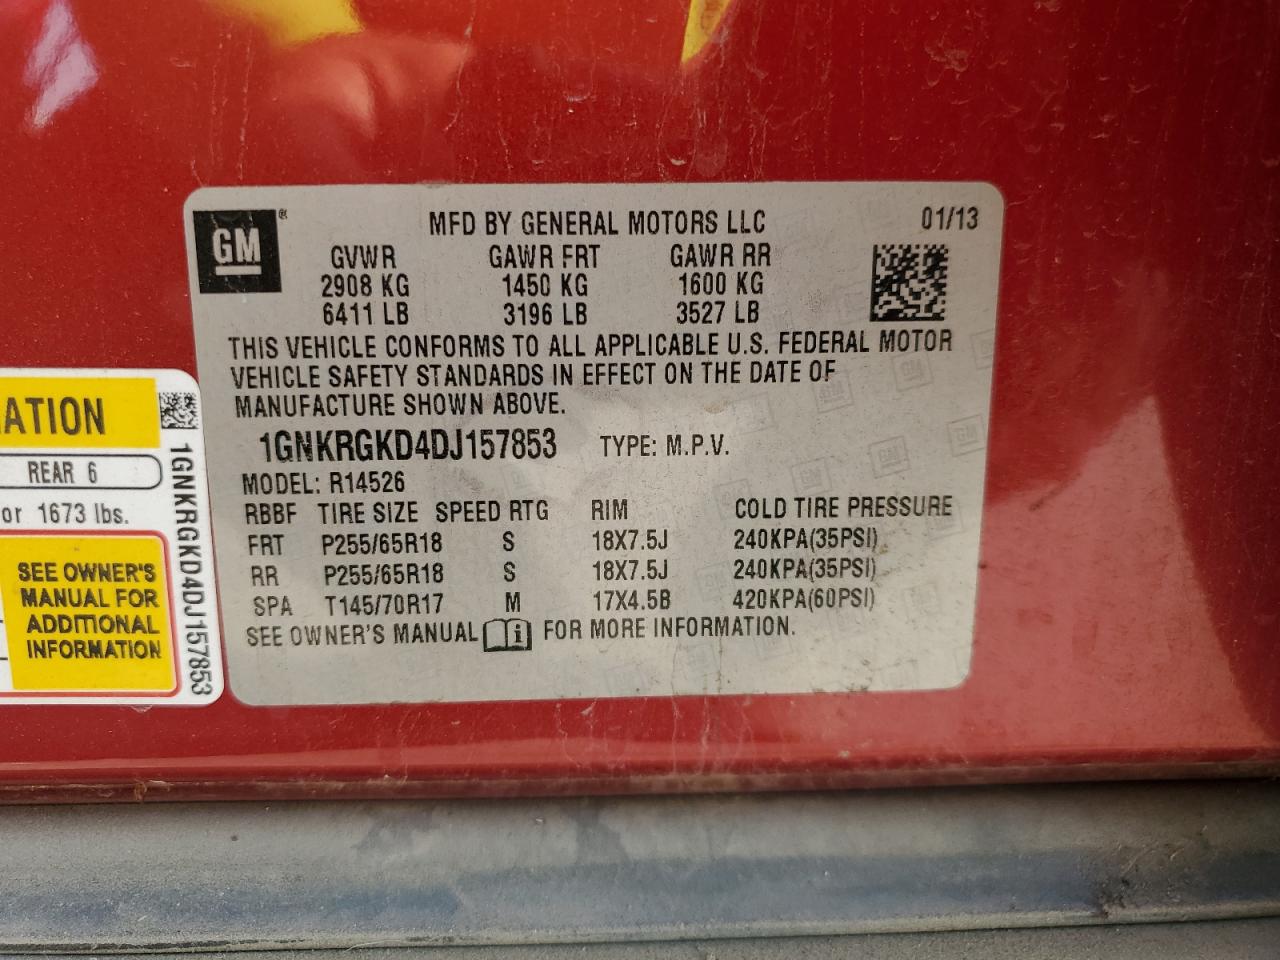 GM®
MFD BY GENERAL MOTORS LLC 01/13
GVWR GAWR FRT GAWR RR
2908 KG 1450 KG 1600 KG
6411 LB 3196 LB 3527 LB
THIS VEHICLE CONFORMS TO ALL APPLICABLE U.S. FEDERAL MOTOR
VEHICLE SAFETY STANDARDS IN EFFECT ON THE DATE OF
MANUFACTURE SHOWN ABOVE.
1GNKRGKD4DJ157853 TYPE: M.P.V.
MODEL: R14526
RBBF TIRE SIZE SPEED RTG RIM COLD TIRE PRESSURE
FRT P255/65R18 S 18X7.5J 240KPA(35PSI)
RR P255/65R18 S 18X7.5J 240KPA(35PSI)
SPA T145/70R17 M 17X4.5B 420KPA(60PSI)
SEE OWNER'S MANUAL FOR MORE INFORMATION.
ATION
REAR 6
or 1673 lbs.
SEE OWNER'S
MANUAL FOR
ADDITIONAL
INFORMATION
1GNKRGKD4DJ157853